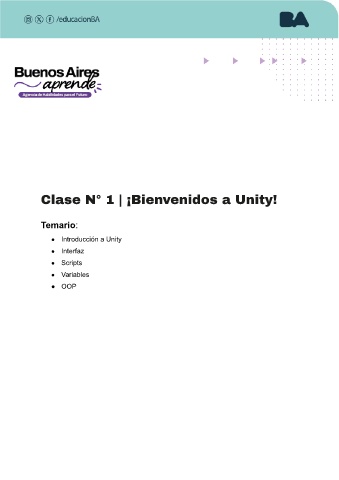 /educacionBA
BA
Buenos Aires
aprende
Agencia de Habilidades para el Futuro
Clase N° 1 | ¡Bienvenidos a Unity!
Temario:
● Introducción a Unity
● Interfaz
● Scripts
● Variables
● OOP